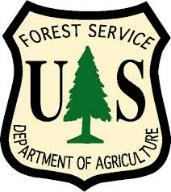 FOREST SERVICE
U S
DEPARTMENT OF AGRICULTURE